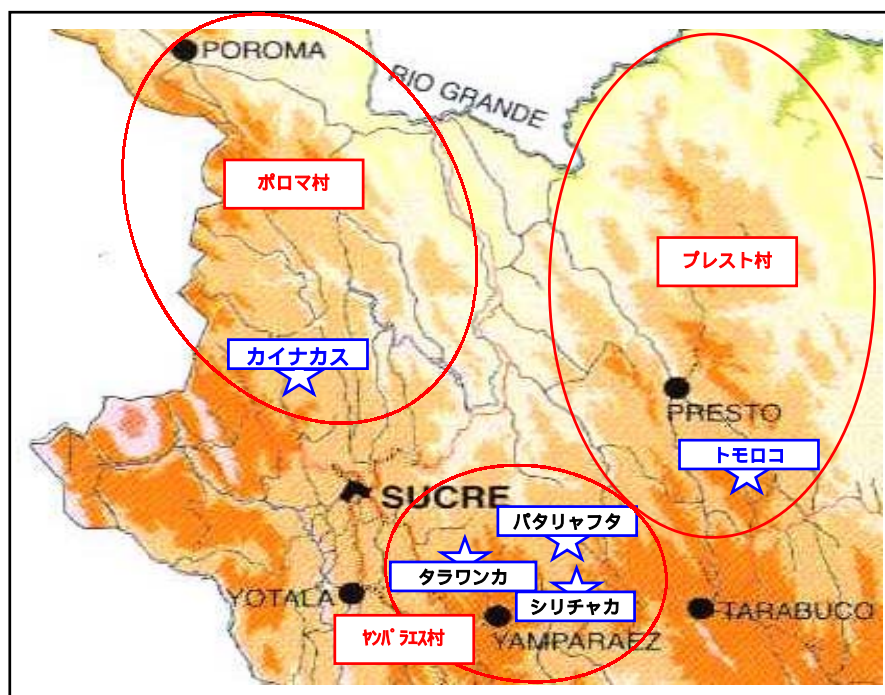 POROMA
RIO GRANDE
ポロマ村
プレスト村
カイナカス
PRESTO
トモロコ
SUCRE
パタリャフタ
タラワンカ
シリチャカ
YOTALA
TARABUCO
ﾔﾝﾊﾟﾗｴｽ村
YAMPARAEZ